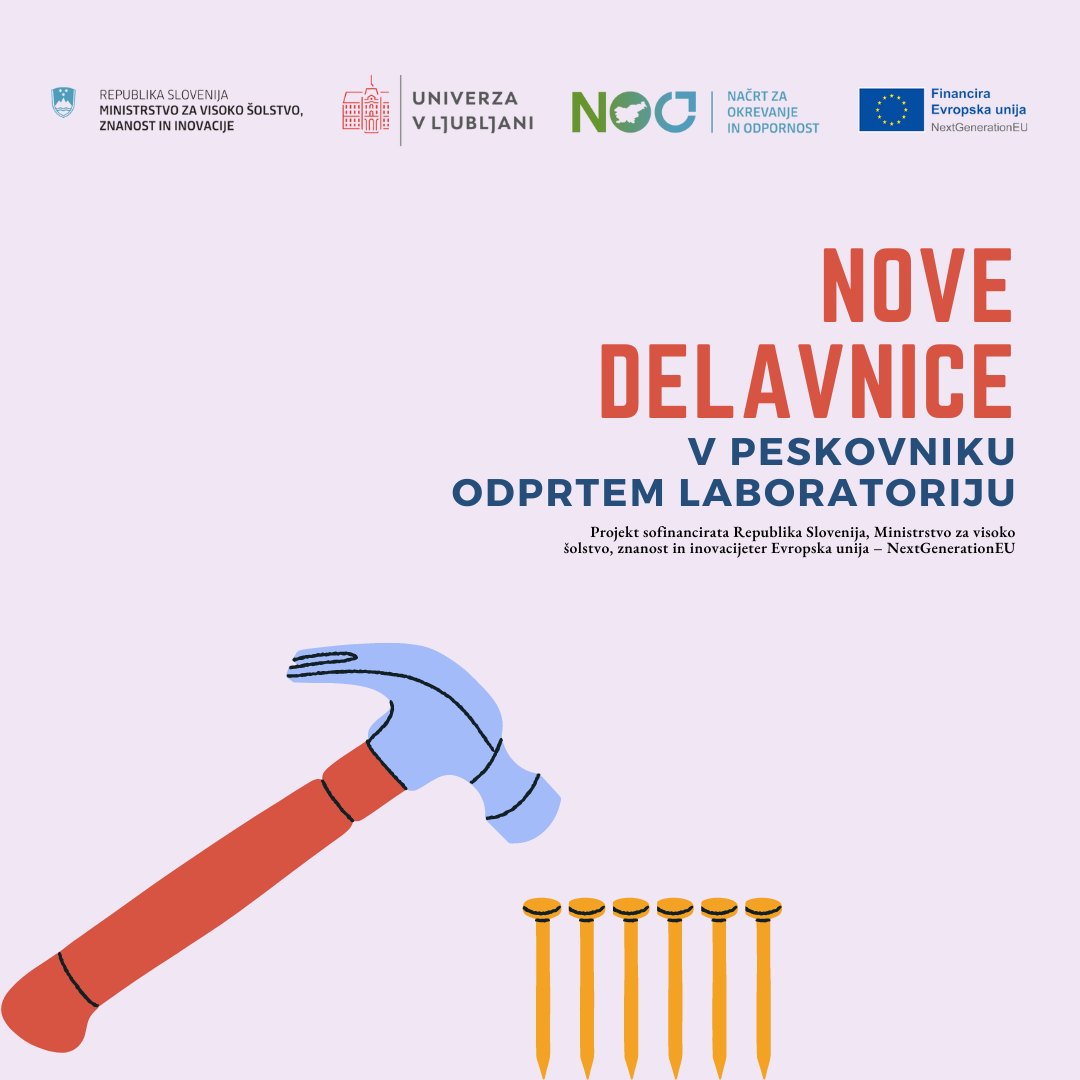 REPUBLIKA SLOVENIJA
MINISTRSTVO ZA VISOKO ŠOLSTVO,
ZNANOST IN INOVACIJE
UNIVERZA
V LJUBLJANI
NOO
NAČRT ZA
OKREVANJE
IN ODPORNOST
Financira
Evropska unija
NextGenerationEU
NOVE
DELAVNICE
V PESKOVNIKU
ODPRTEM LABORATORIJU
Projekt sofinancirata Republika Slovenija, Ministrstvo za visoko
šolstvo, znanost in inovacijeter Evropska unija – NextGenerationEU